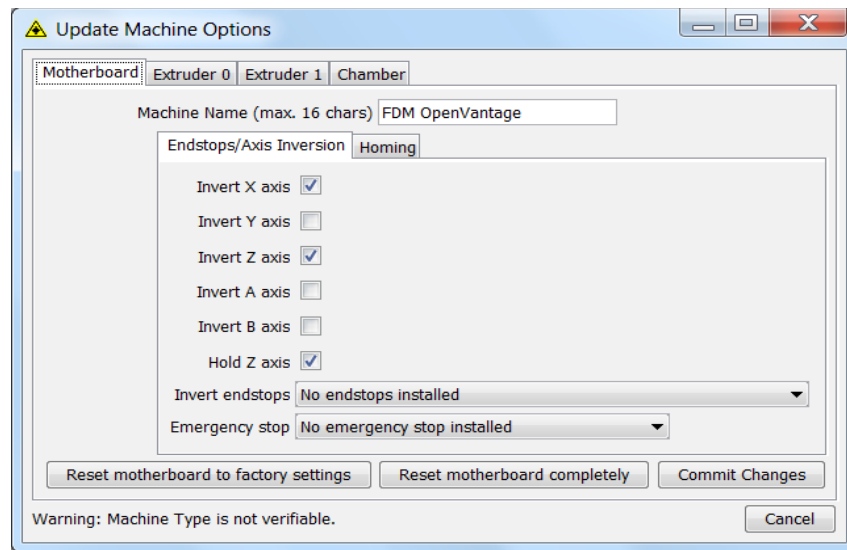 Update Machine Options
Motherboard Extruder 0 Extruder 1 Chamber
Machine Name (max. 16 chars) FDM OpenVantage
Endstops/Axis Inversion Homing
Invert X axis
Invert Y axis
Invert Z axis
Invert A axis
Invert B axis
Hold Z axis
Invert endstops No endstops installed
Emergency stop No emergency stop installed
Reset motherboard to factory settings Reset motherboard completely Commit Changes
Warning: Machine Type is not verifiable. Cancel